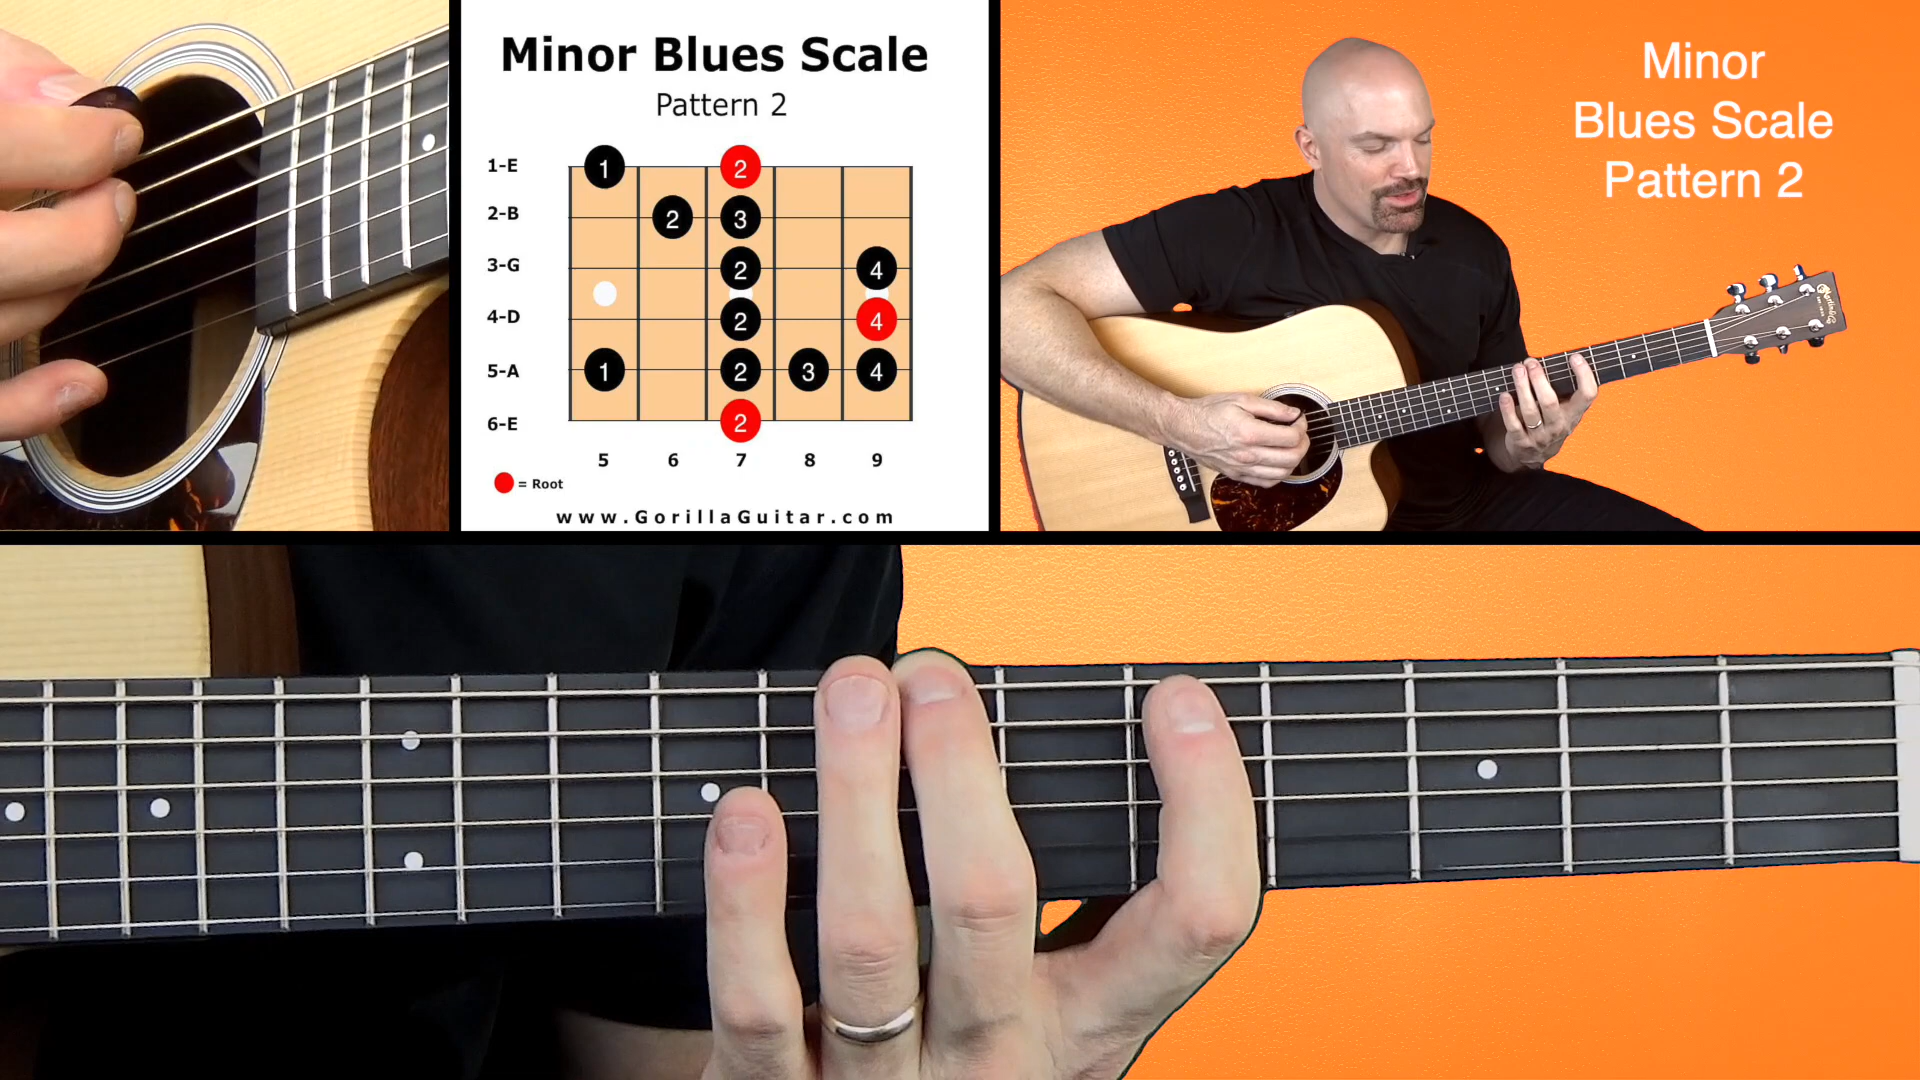 Minor Blues Scale
Pattern 2
1-E 1 2
2-B 2 3
3-G 2 4
4-D 2 4
5-A 1 2 3 4
6-E 2
5 6 7 8 9
= Root
www.GorillaGuitar.com
Minor
Blues Scale
Pattern 2